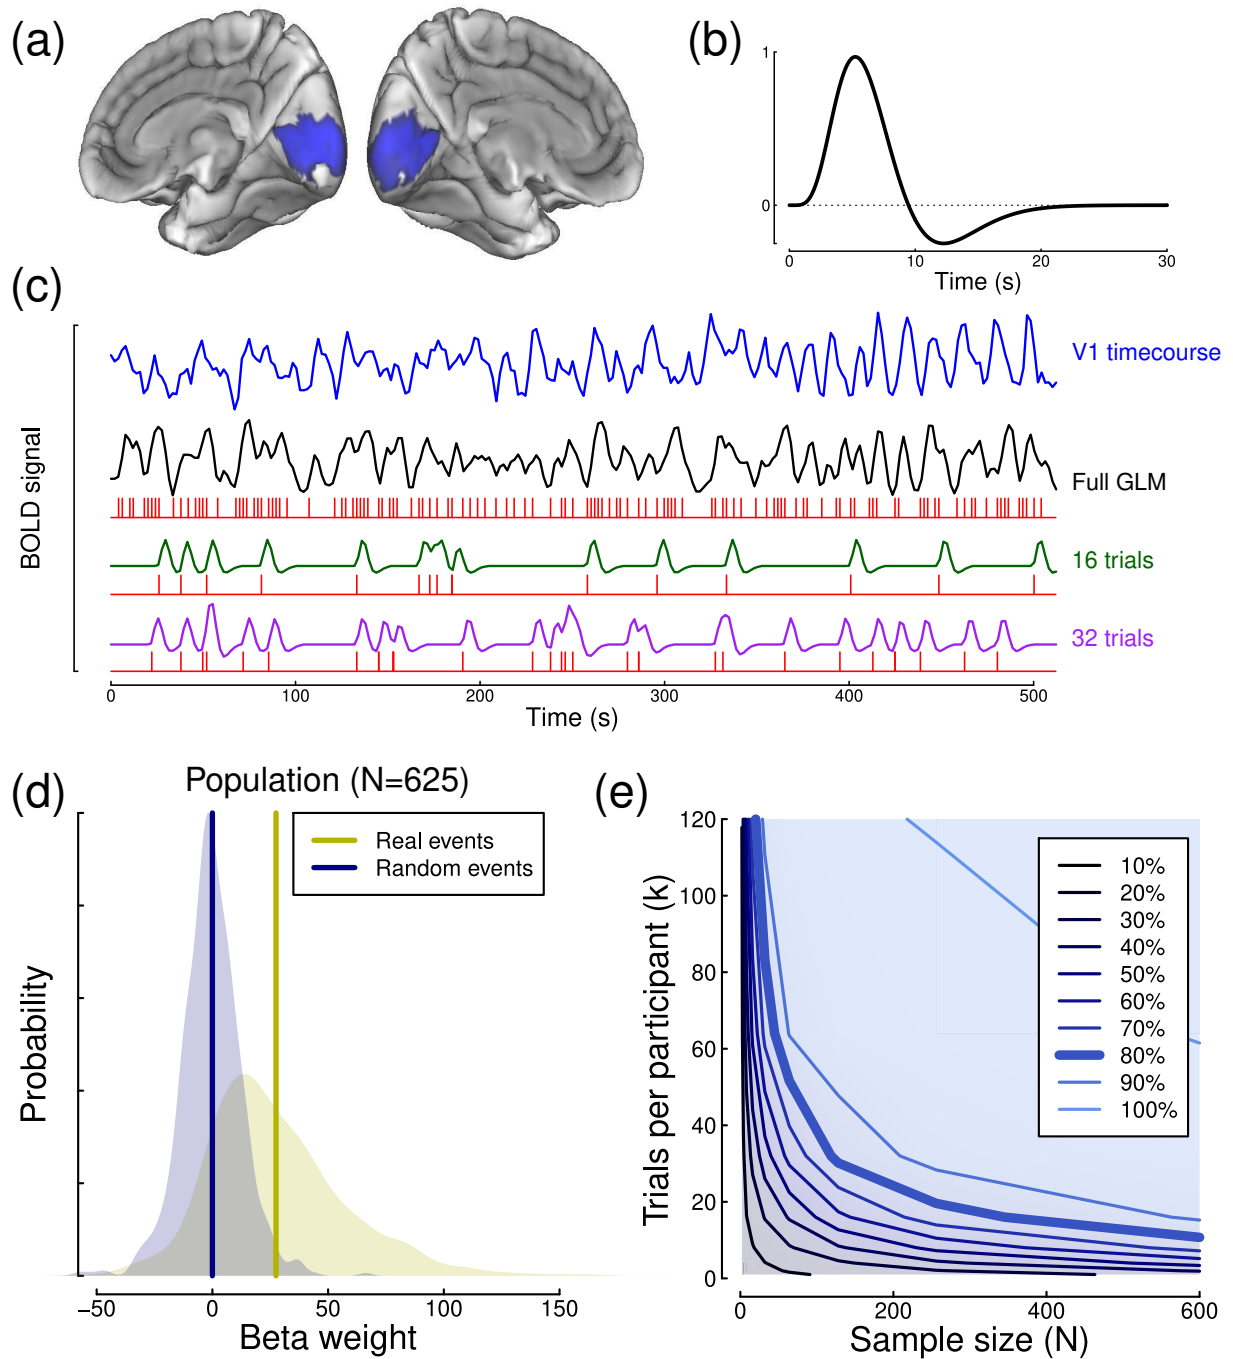 (a)
(b)
1
0
0
10
20
30
Time (s)
(c)
BOLD signal
V1 timecourse
Full GLM
16 trials
32 trials
0
100
200
300
400
500
Time (s)
(d)
Population (N=625)
Probability
Real events
Random events
−50
0
50
100
150
Beta weight
(e)
Trials per participant (k)
120
100
80
60
40
20
0
10%
20%
30%
40%
50%
60%
70%
80%
90%
100%
0
200
400
600
Sample size (N)